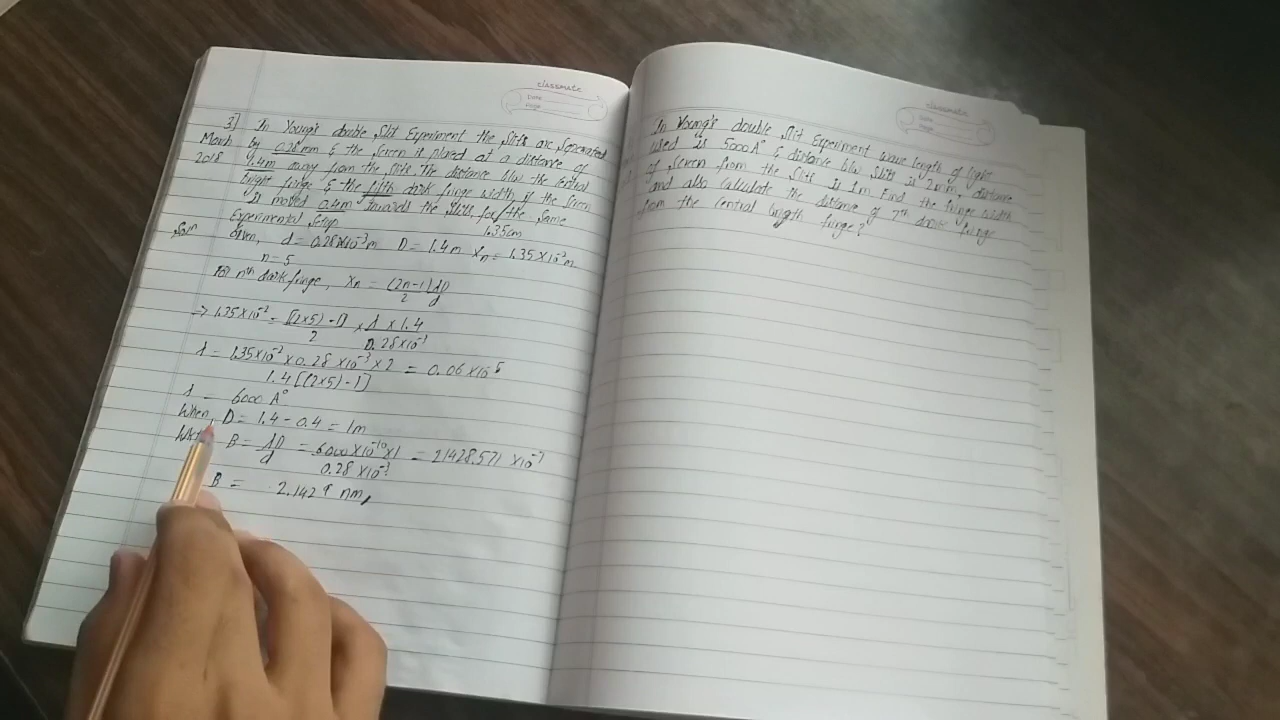 classmate
Date
Page
3] In Young's double Slit Experiment the Slits are Separated
March by 0.28mm & the Screen is placed at a distance of
2018 1.4m away from the slits. The distance b/w the Central
bright fringe & the fifth dark fringe width if the Screen
is moved 0.4m towards the Slits for the Same
Experimental Setup 1.35cm
Soln Given, d = 0.28×10⁻³m D = 1.4m Xn = 1.35×10⁻²m.
n = 5
for nth dark fringe, Xn = (2n-1)/2 λD/d
⇒ 1.35×10⁻² = [(2×5)-1]/2 × λ×1.4/0.28×10⁻³
λ = 1.35×10⁻²×0.28×10⁻³×2/1.4[(2×5)-1] = 0.06×10⁻⁵
λ = 6000 A°
When, D = 1.4 - 0.4 = 1m
B = λD/d = 6000×10⁻¹⁰×1/0.28×10⁻³ = 21428.571 ×10⁻⁷
B = 2.142 nm,
classmate
Date
Page
In Young's double Slit Experiment wave length of light
used is 5000A° & distance b/w Slits is 2mm, distance
of Screen from the Slits is 1m. Find the fringe width
and also Calculate the distance of 7th dark fringe
from the Central bright fringe?